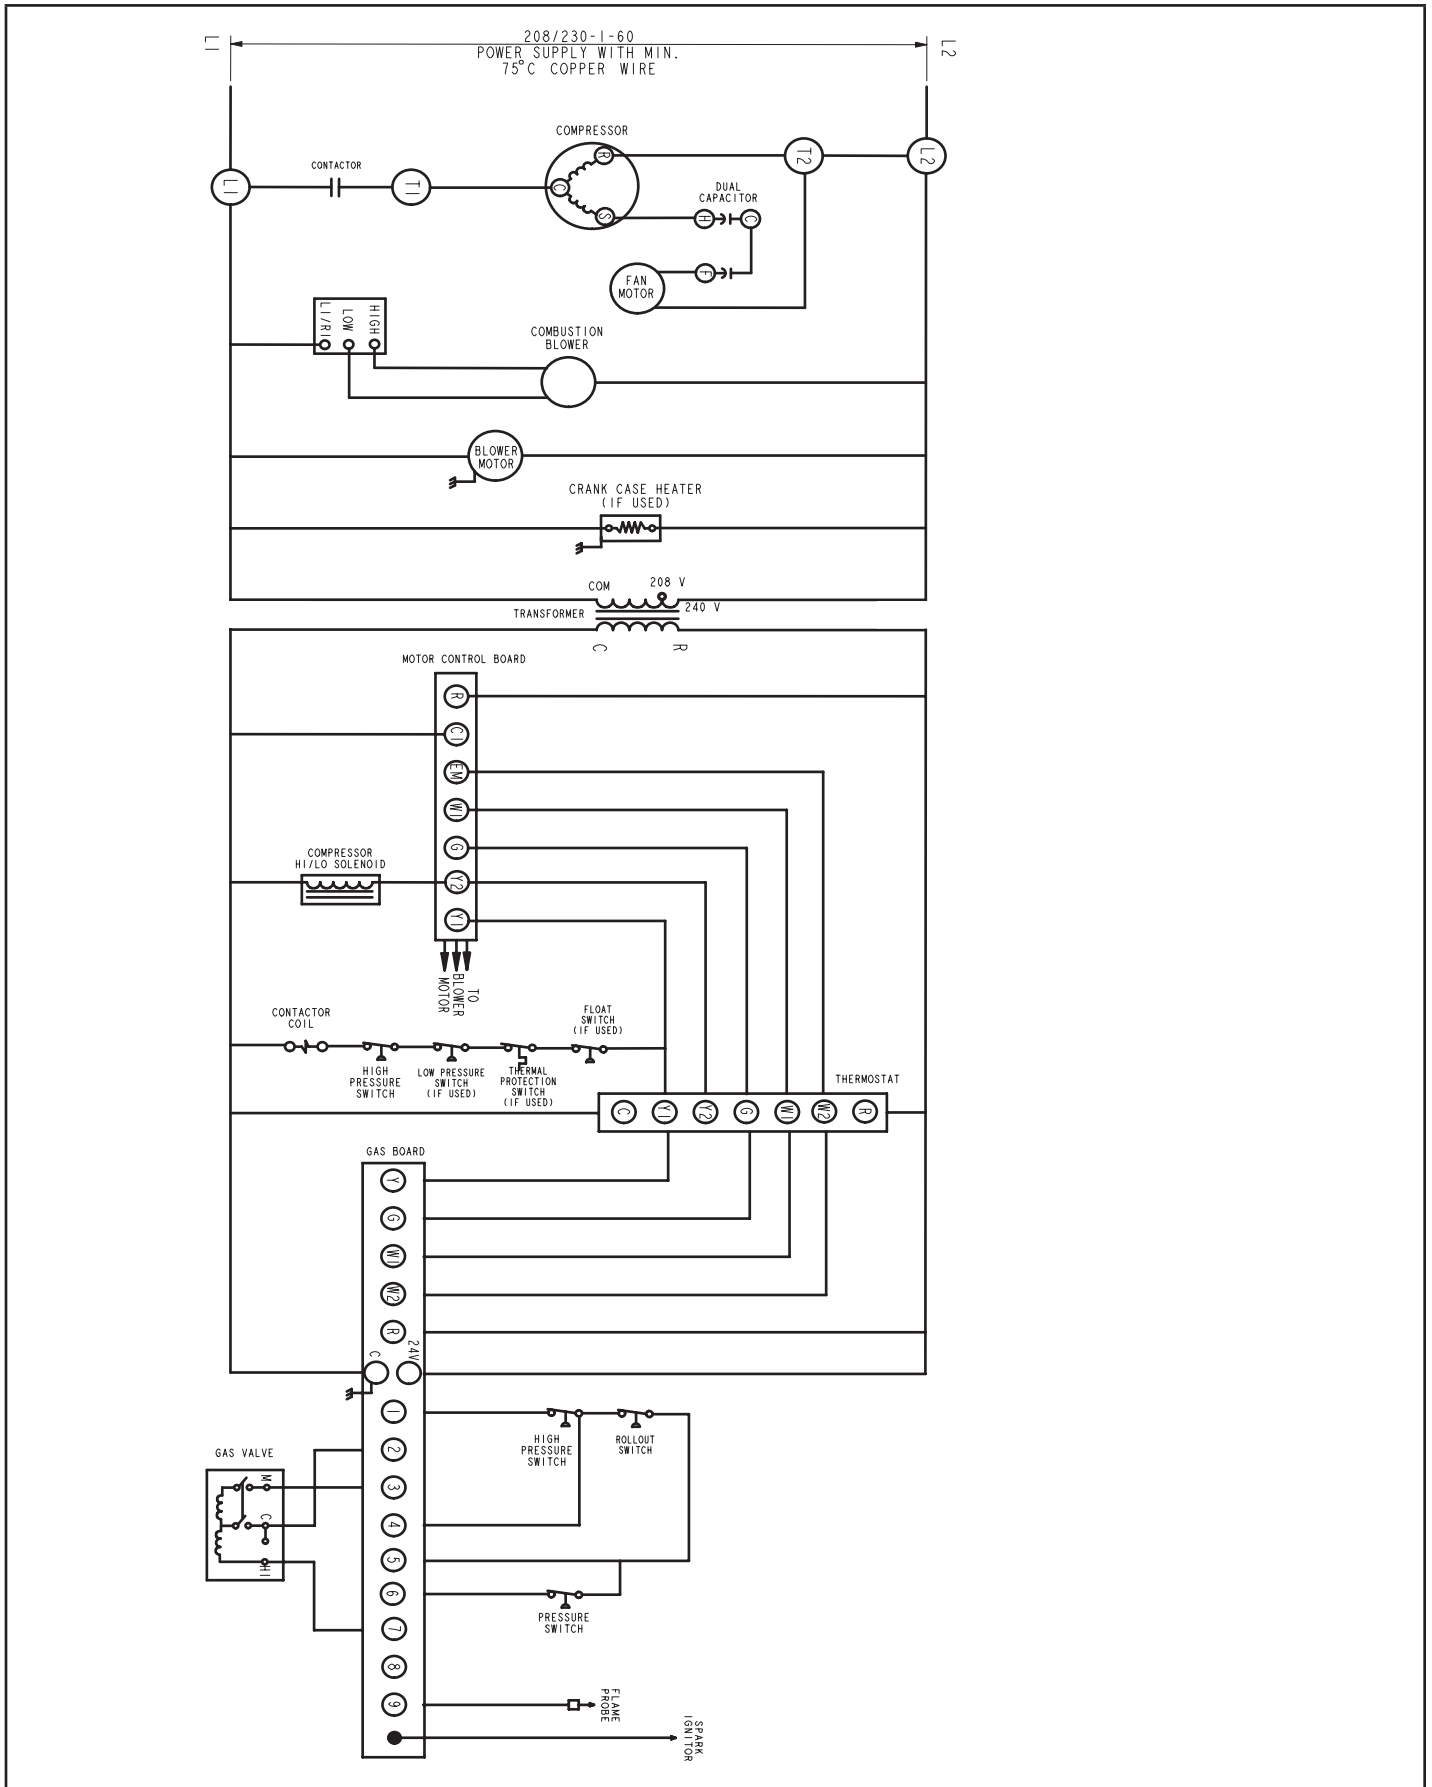 L1
208/230-1-60
POWER SUPPLY WITH MIN.
75°C COPPER WIRE
L2
COMPRESSOR
R
T2
L2
CONTACTOR
L1
T1
C
S
DUAL
CAPACITOR
H
C
F
FAN
MOTOR
L1/R1
LOW
HIGH
COMBUSTION
BLOWER
BLOWER
MOTOR
CRANK CASE HEATER
(IF USED)
COM
208 V
240 V
TRANSFORMER
C
R
MOTOR CONTROL BOARD
R
C1
EM
W1
G
COMPRESSOR
HI/LO SOLENOID
Y2
Y1
TO
BLOWER
MOTOR
CONTACTOR
COIL
HIGH
PRESSURE
SWITCH
LOW PRESSURE
SWITCH
(IF USED)
THERMAL
PROTECTION
SWITCH
(IF USED)
FLOAT
SWITCH
(IF USED)
THERMOSTAT
C
Y1
Y2
G
W1
W2
R
GAS BOARD
Y
G
W1
W2
R
C
24V
1
2
3
4
5
6
7
8
9
HIGH
PRESSURE
SWITCH
ROLLOUT
SWITCH
GAS VALVE
M
C
HI
PRESSURE
SWITCH
FLAME
PROBE
SPARK
IGNITOR